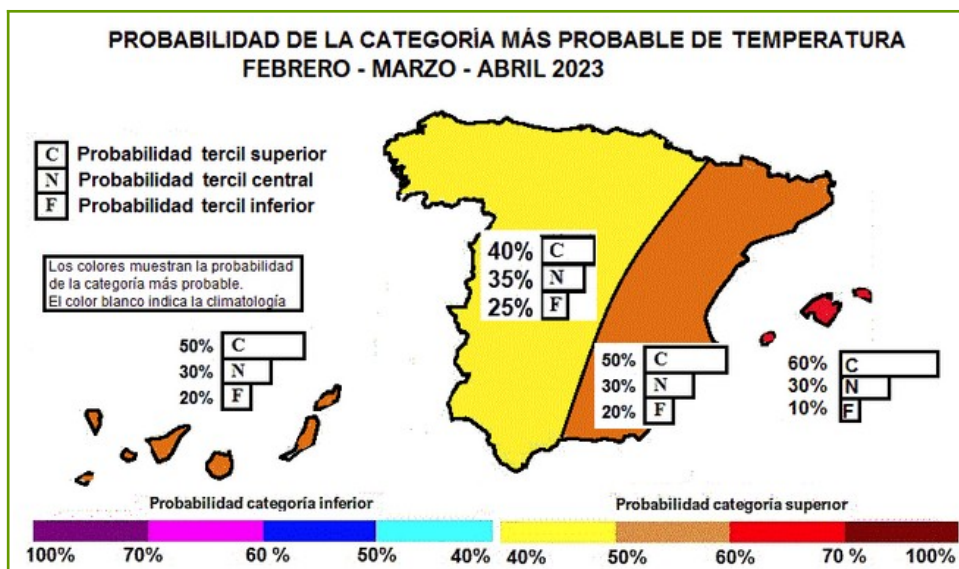 PROBABILIDAD DE LA CATEGORÍA MÁS PROBABLE DE TEMPERATURA
FEBRERO - MARZO - ABRIL 2023
C Probabilidad tercil superior
N Probabilidad tercil central
F Probabilidad tercil inferior
Los colores muestran la probabilidad
de la categoría más probable.
El color blanco indica la climatología
40% C
35% N
25% F
50% C
30% N
20% F
50% C
30% N
20% F
60% C
30% N
10% F
Probabilidad categoría inferior
100% 70% 60 % 50% 40%
Probabilidad categoría superior
40% 50% 60% 70 % 100%